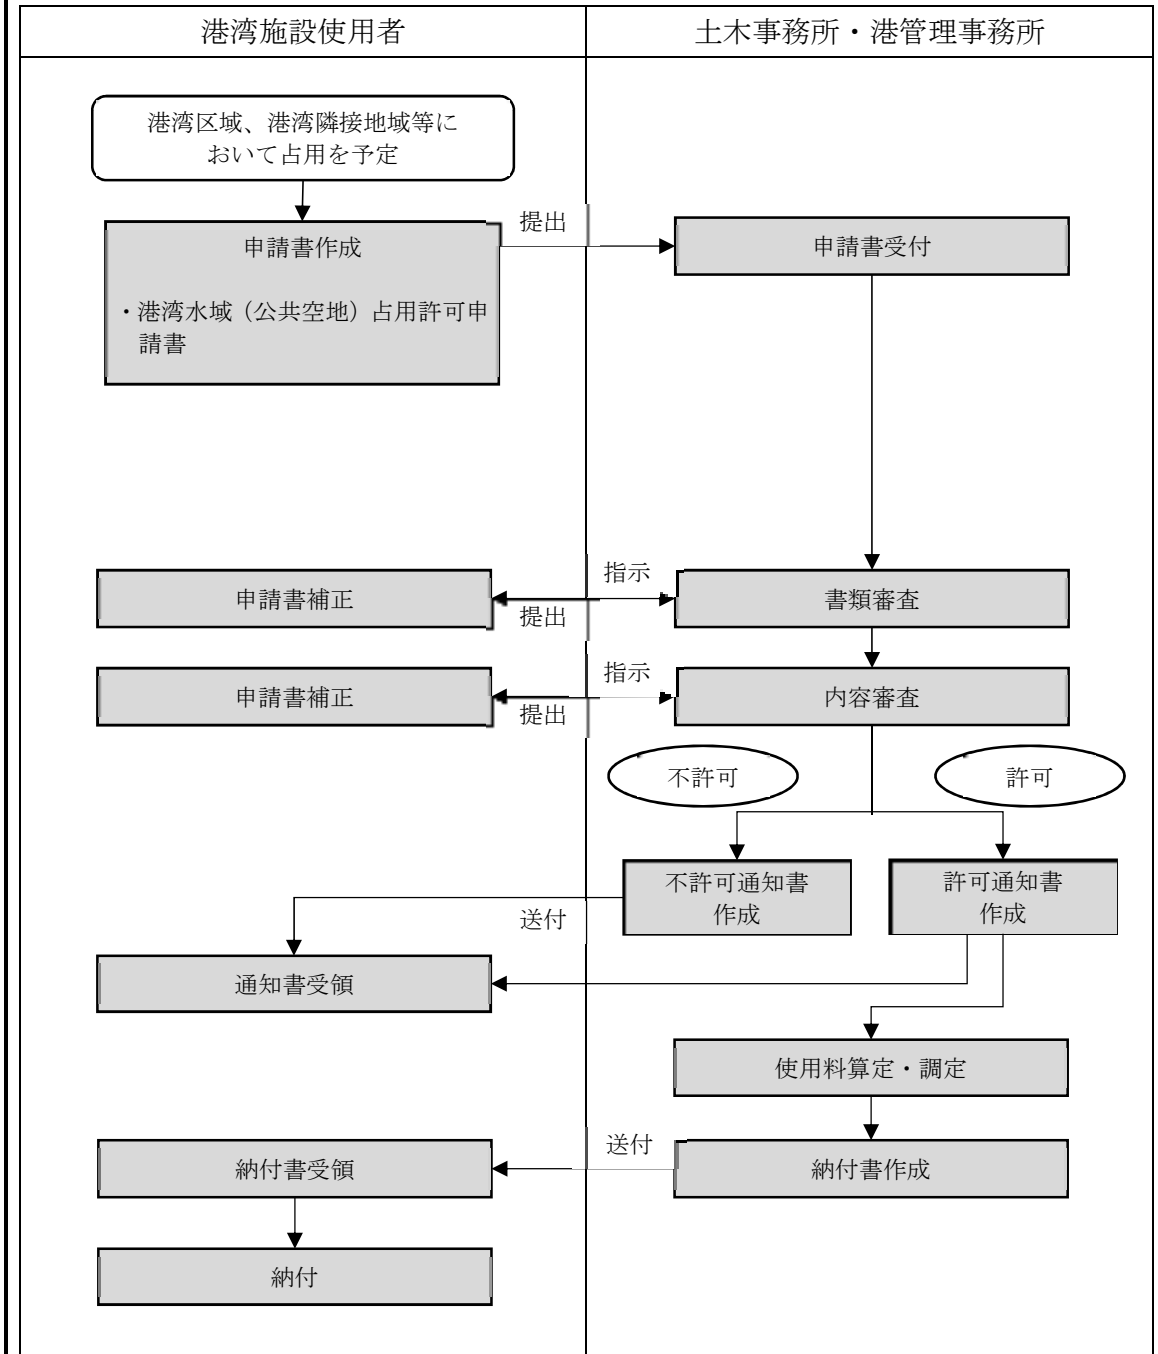 港湾施設使用者
土木事務所・港管理事務所
港湾区域、港湾隣接地域等に
おいて占用を予定
申請書作成
・港湾水域（公共空地）占用許可申
請書
提出
申請書受付
申請書補正
指示
提出
書類審査
申請書補正
指示
提出
内容審査
不許可
許可
不許可通知書
作成
許可通知書
作成
送付
通知書受領
使用料算定・調定
納付書受領
送付
納付書作成
納付